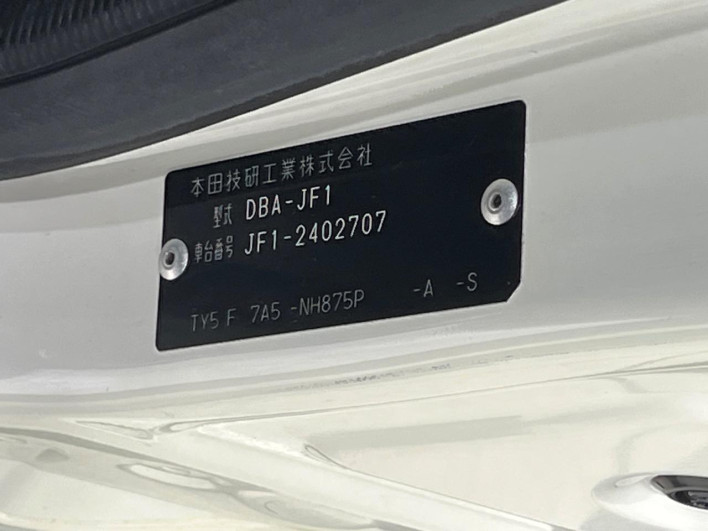 本田技研工業株式会社
型式 DBA-JF1
車台番号 JF1-2402707
TY5 F 7A5 -NH875P -A -S